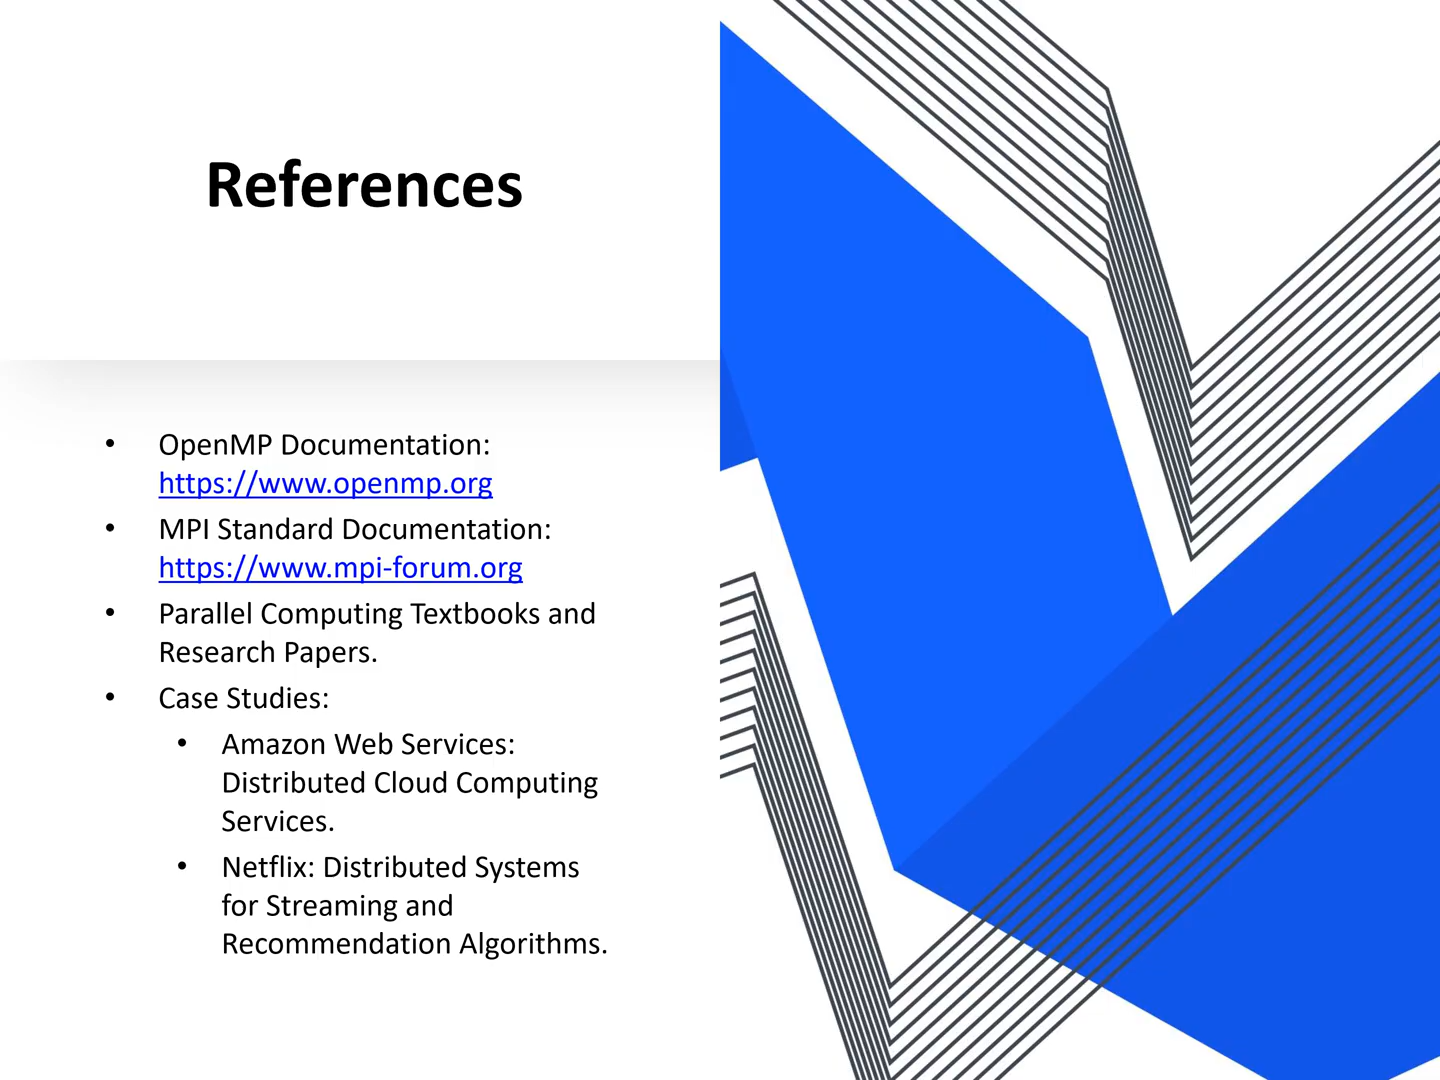 References
• OpenMP Documentation:
https://www.openmp.org
• MPI Standard Documentation:
https://www.mpi-forum.org
• Parallel Computing Textbooks and
Research Papers.
• Case Studies:
• Amazon Web Services:
Distributed Cloud Computing
Services.
• Netflix: Distributed Systems
for Streaming and
Recommendation Algorithms.